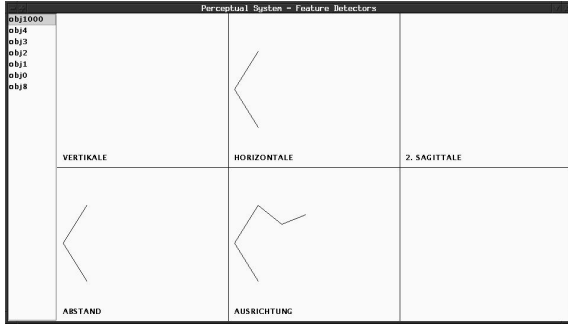 Perceptual System - Feature Detectors
obj1000
obj4
obj3
obj2
obj1
obj0
obj8
VERTIKALE
HORIZONTALE
2. SAGITTALE
ABSTAND
AUSRICHTUNG